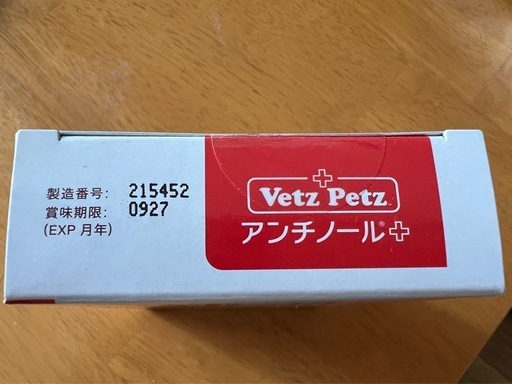 製造番号: 215452
賞味期限: 0927
(EXP 月年)
Vetz Petz®
アンチノール®+